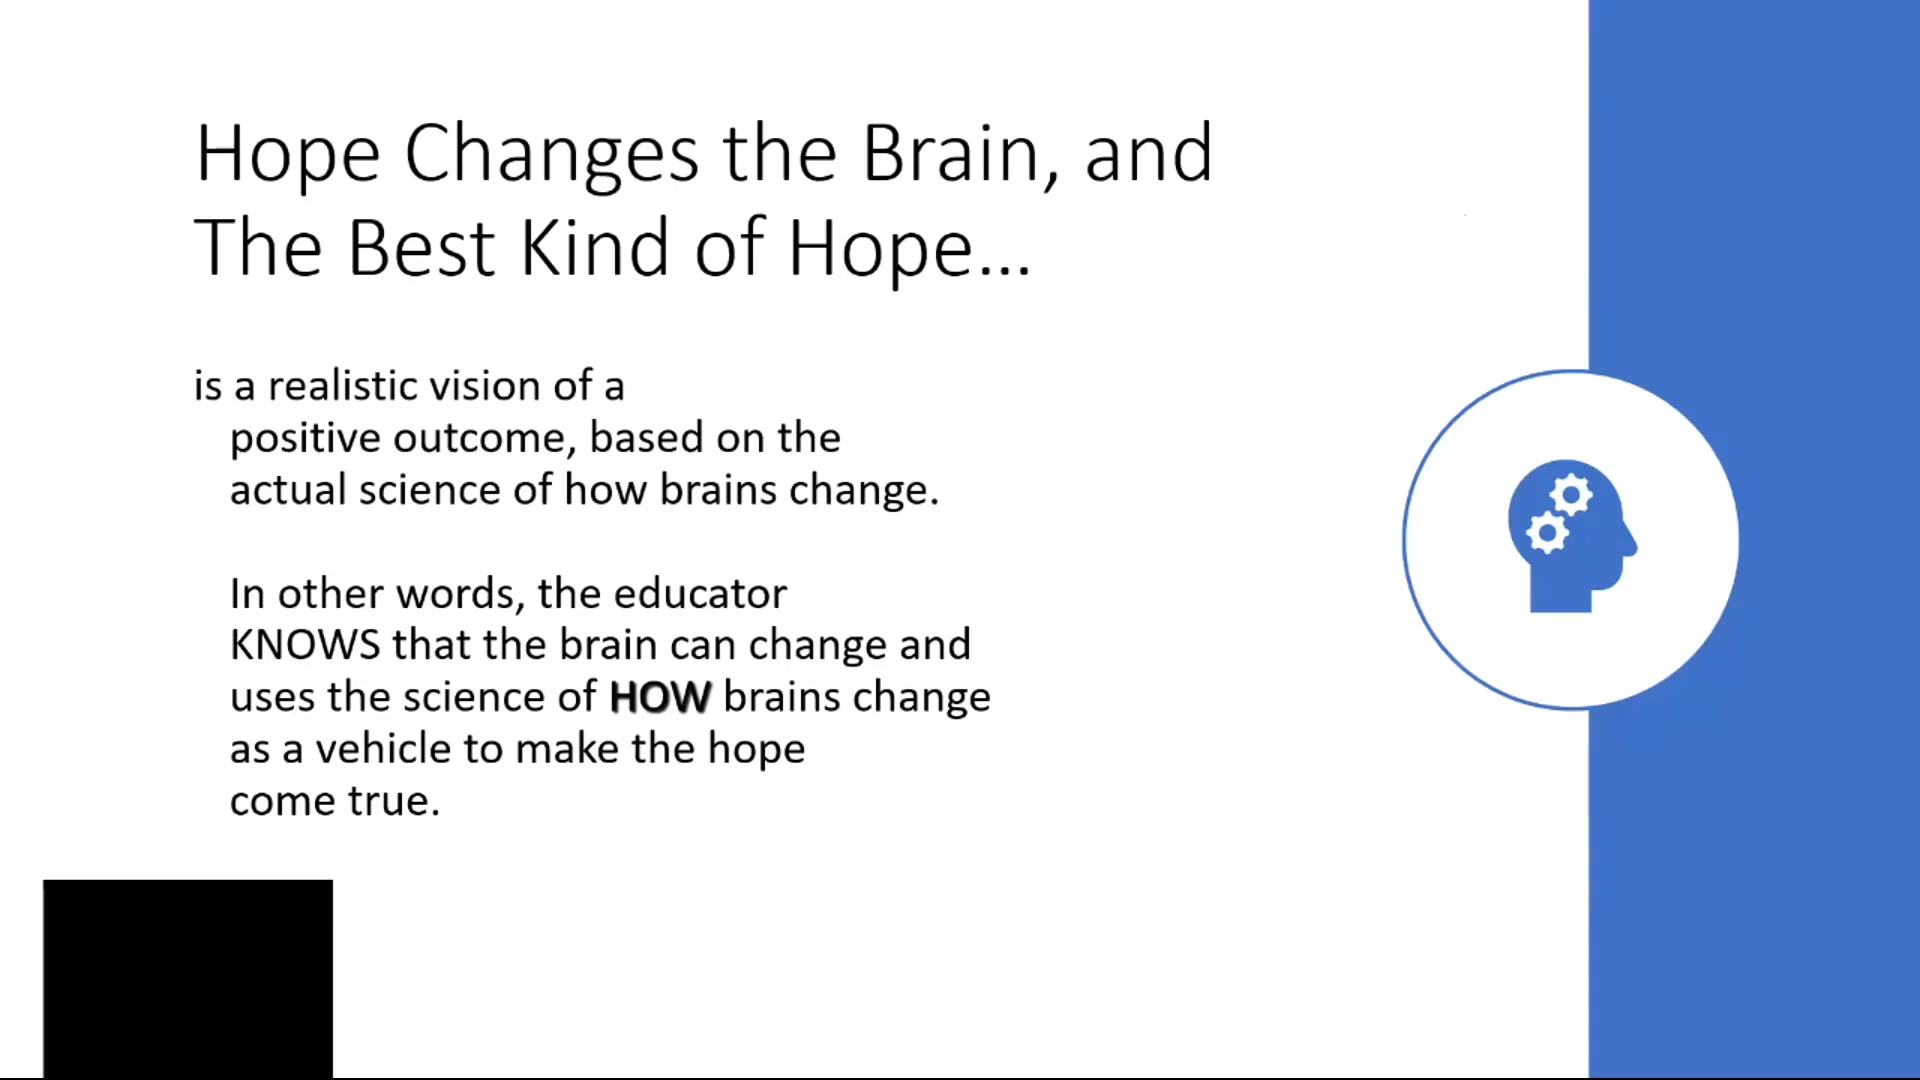 Hope Changes the Brain, and
The Best Kind of Hope...
is a realistic vision of a
positive outcome, based on the
actual science of how brains change.
In other words, the educator
KNOWS that the brain can change and
uses the science of HOW brains change
as a vehicle to make the hope
come true.